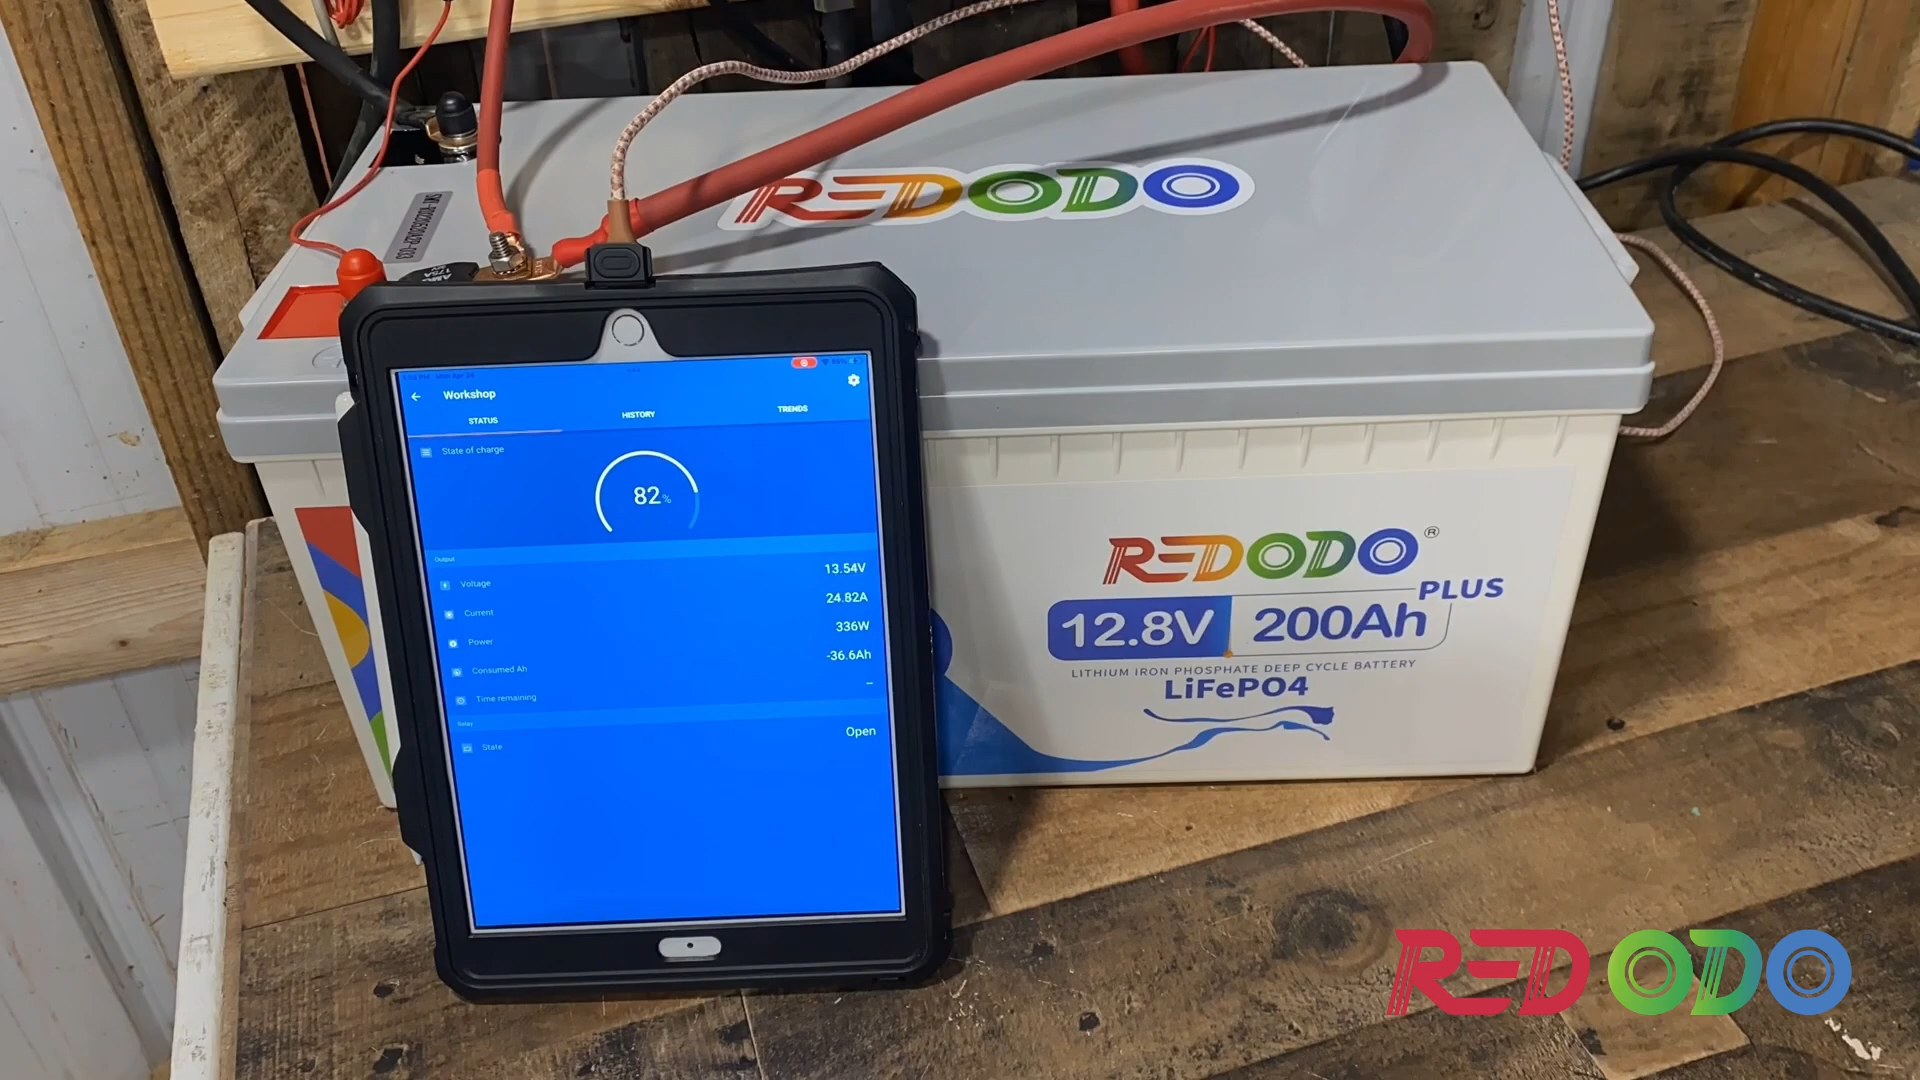 REDODO
Workshop
STATUS
HISTORY
TRENDS
State of charge
82%
Output
Voltage
13.54V
Current
24.82A
Power
336W
Consumed Ah
-36.6Ah
Time remaining
--
Relay
State
Open
REDODO®
PLUS
12.8V 200Ah
LITHIUM IRON PHOSPHATE DEEP CYCLE BATTERY
LiFePO4
REDODO